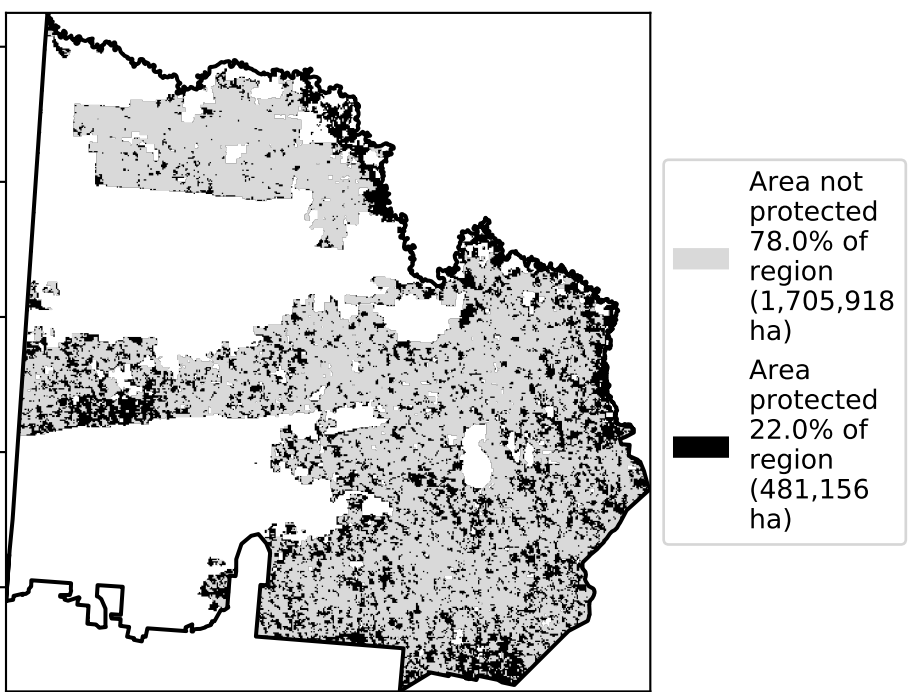 Area not
protected
78.0% of
region
(1,705,918
ha)
Area
protected
22.0% of
region
(481,156
ha)